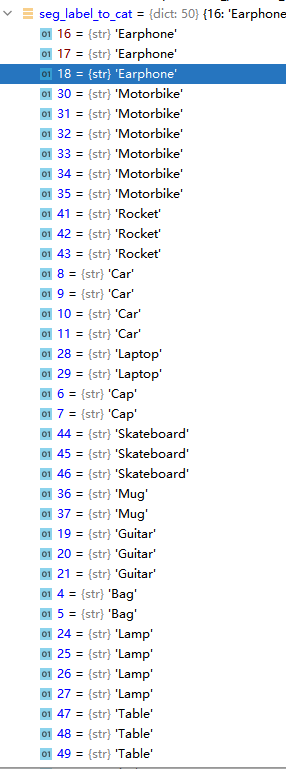 seg_label_to_cat = {dict: 50} {16: 'Earphone
01 16 = {str} 'Earphone'
01 17 = {str} 'Earphone'
01 18 = {str} 'Earphone'
01 30 = {str} 'Motorbike'
01 31 = {str} 'Motorbike'
01 32 = {str} 'Motorbike'
01 33 = {str} 'Motorbike'
01 34 = {str} 'Motorbike'
01 35 = {str} 'Motorbike'
01 41 = {str} 'Rocket'
01 42 = {str} 'Rocket'
01 43 = {str} 'Rocket'
01 8 = {str} 'Car'
01 9 = {str} 'Car'
01 10 = {str} 'Car'
01 11 = {str} 'Car'
01 28 = {str} 'Laptop'
01 29 = {str} 'Laptop'
01 6 = {str} 'Cap'
01 7 = {str} 'Cap'
01 44 = {str} 'Skateboard'
01 45 = {str} 'Skateboard'
01 46 = {str} 'Skateboard'
01 36 = {str} 'Mug'
01 37 = {str} 'Mug'
01 19 = {str} 'Guitar'
01 20 = {str} 'Guitar'
01 21 = {str} 'Guitar'
01 4 = {str} 'Bag'
01 5 = {str} 'Bag'
01 24 = {str} 'Lamp'
01 25 = {str} 'Lamp'
01 26 = {str} 'Lamp'
01 27 = {str} 'Lamp'
01 47 = {str} 'Table'
01 48 = {str} 'Table'
01 49 = {str} 'Table'